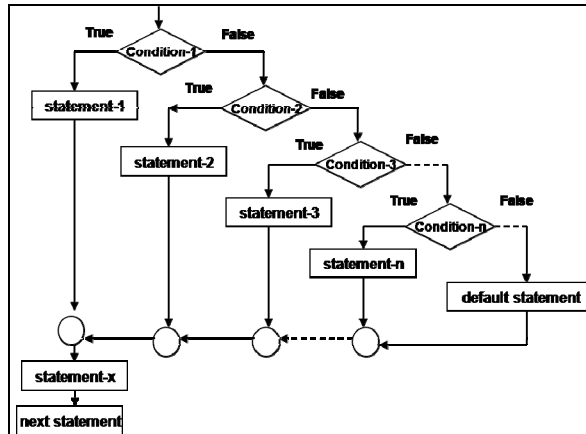 True
False
Condition-1
True
False
statement-1
Condition-2
True
False
statement-2
Condition-3
True
False
statement-3
Condition-n
statement-n
default statement
statement-x
next statement